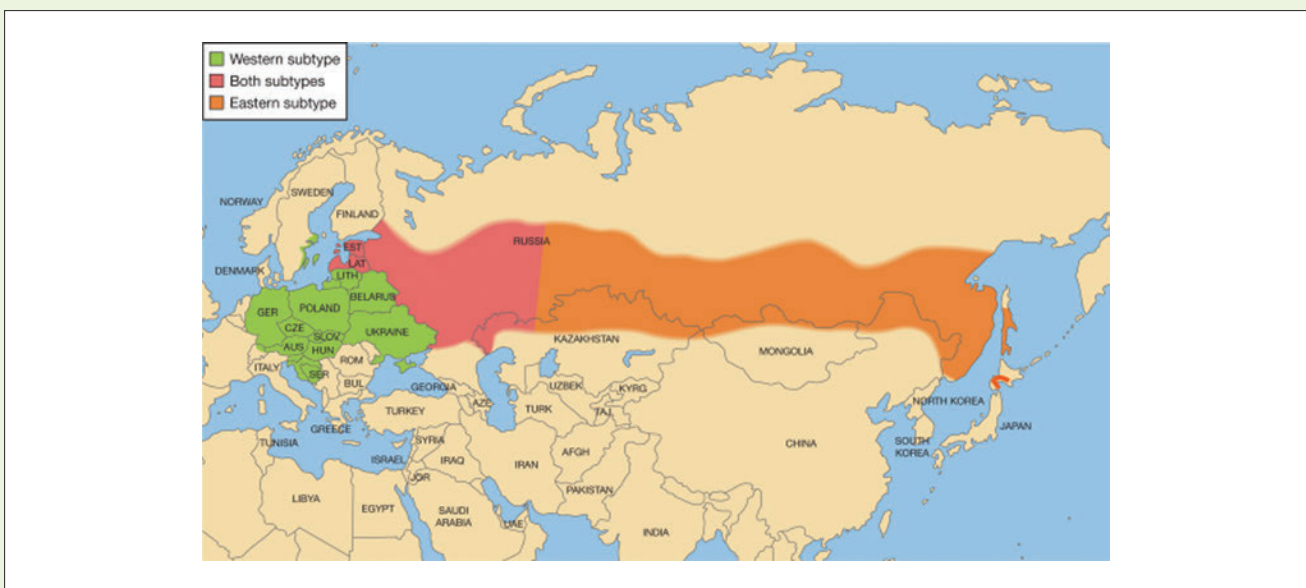 Western subtype
Both subtypes
Eastern subtype
SWEDEN
NORWAY
FINLAND
RUSSIA
EST
LAT
DENMARK
LITH
BELARUS
GER
POLAND
CZE
SLOV
UKRAINE
AUS
HUN
KAZAKHSTAN
MONGOLIA
ITALY
ROM
SER
BUL
GEORGIA
UZBEK
KYRG
NORTH KOREA
AZE
TURK
TAJ
TURKEY
JAPAN
GREECE
TUNISIA
SYRIA
CHINA
SOUTH
KOREA
ISRAEL
IRAQ
IRAN
AFGH
JOR
PAKISTAN
LIBYA
EGYPT
SAUDI
ARABIA
UAE
INDIA